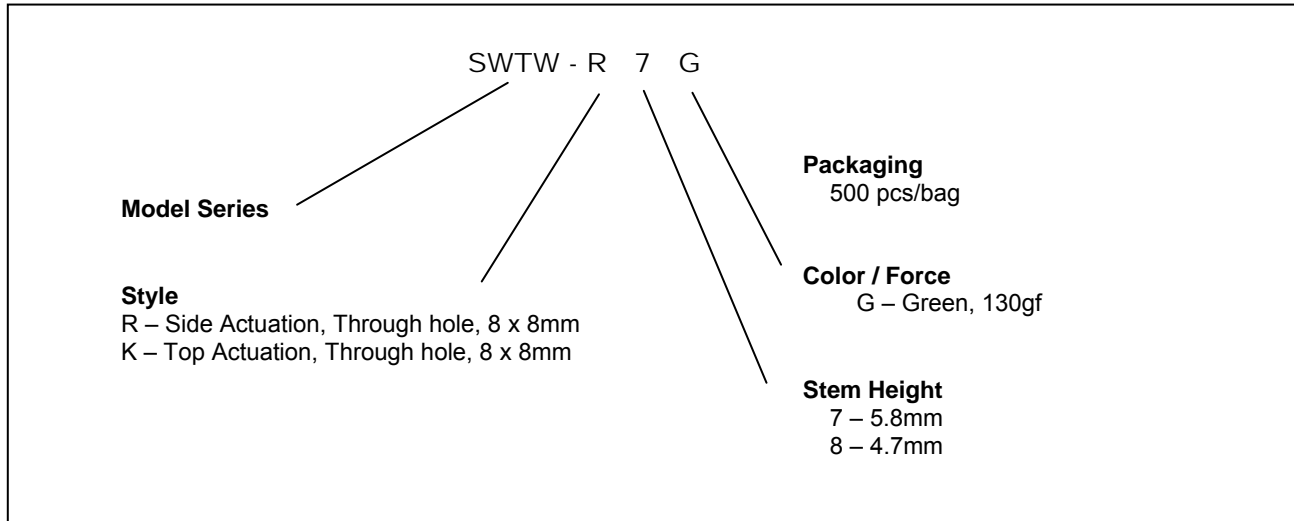 SWTW - R 7 G
Model Series
Style
R – Side Actuation, Through hole, 8 x 8mm
K – Top Actuation, Through hole, 8 x 8mm
Packaging
500 pcs/bag
Color / Force
G – Green, 130gf
Stem Height
7 – 5.8mm
8 – 4.7mm